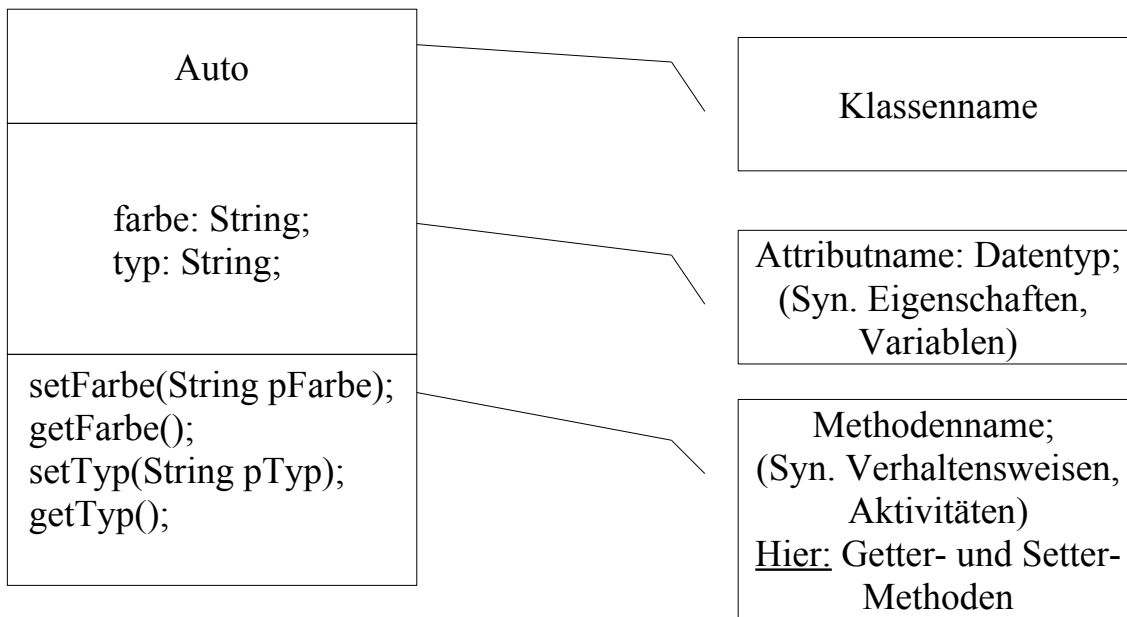 Auto
Klassenname
farbe: String;
typ: String;
Attributname: Datentyp;
(Syn. Eigenschaften,
Variablen)
setFarbe(String pFarbe);
getFarbe();
setTyp(String pTyp);
getTyp();
Methodenname;
(Syn. Verhaltensweisen,
Aktivitäten)
Hier: Getter- und Setter-
Methoden